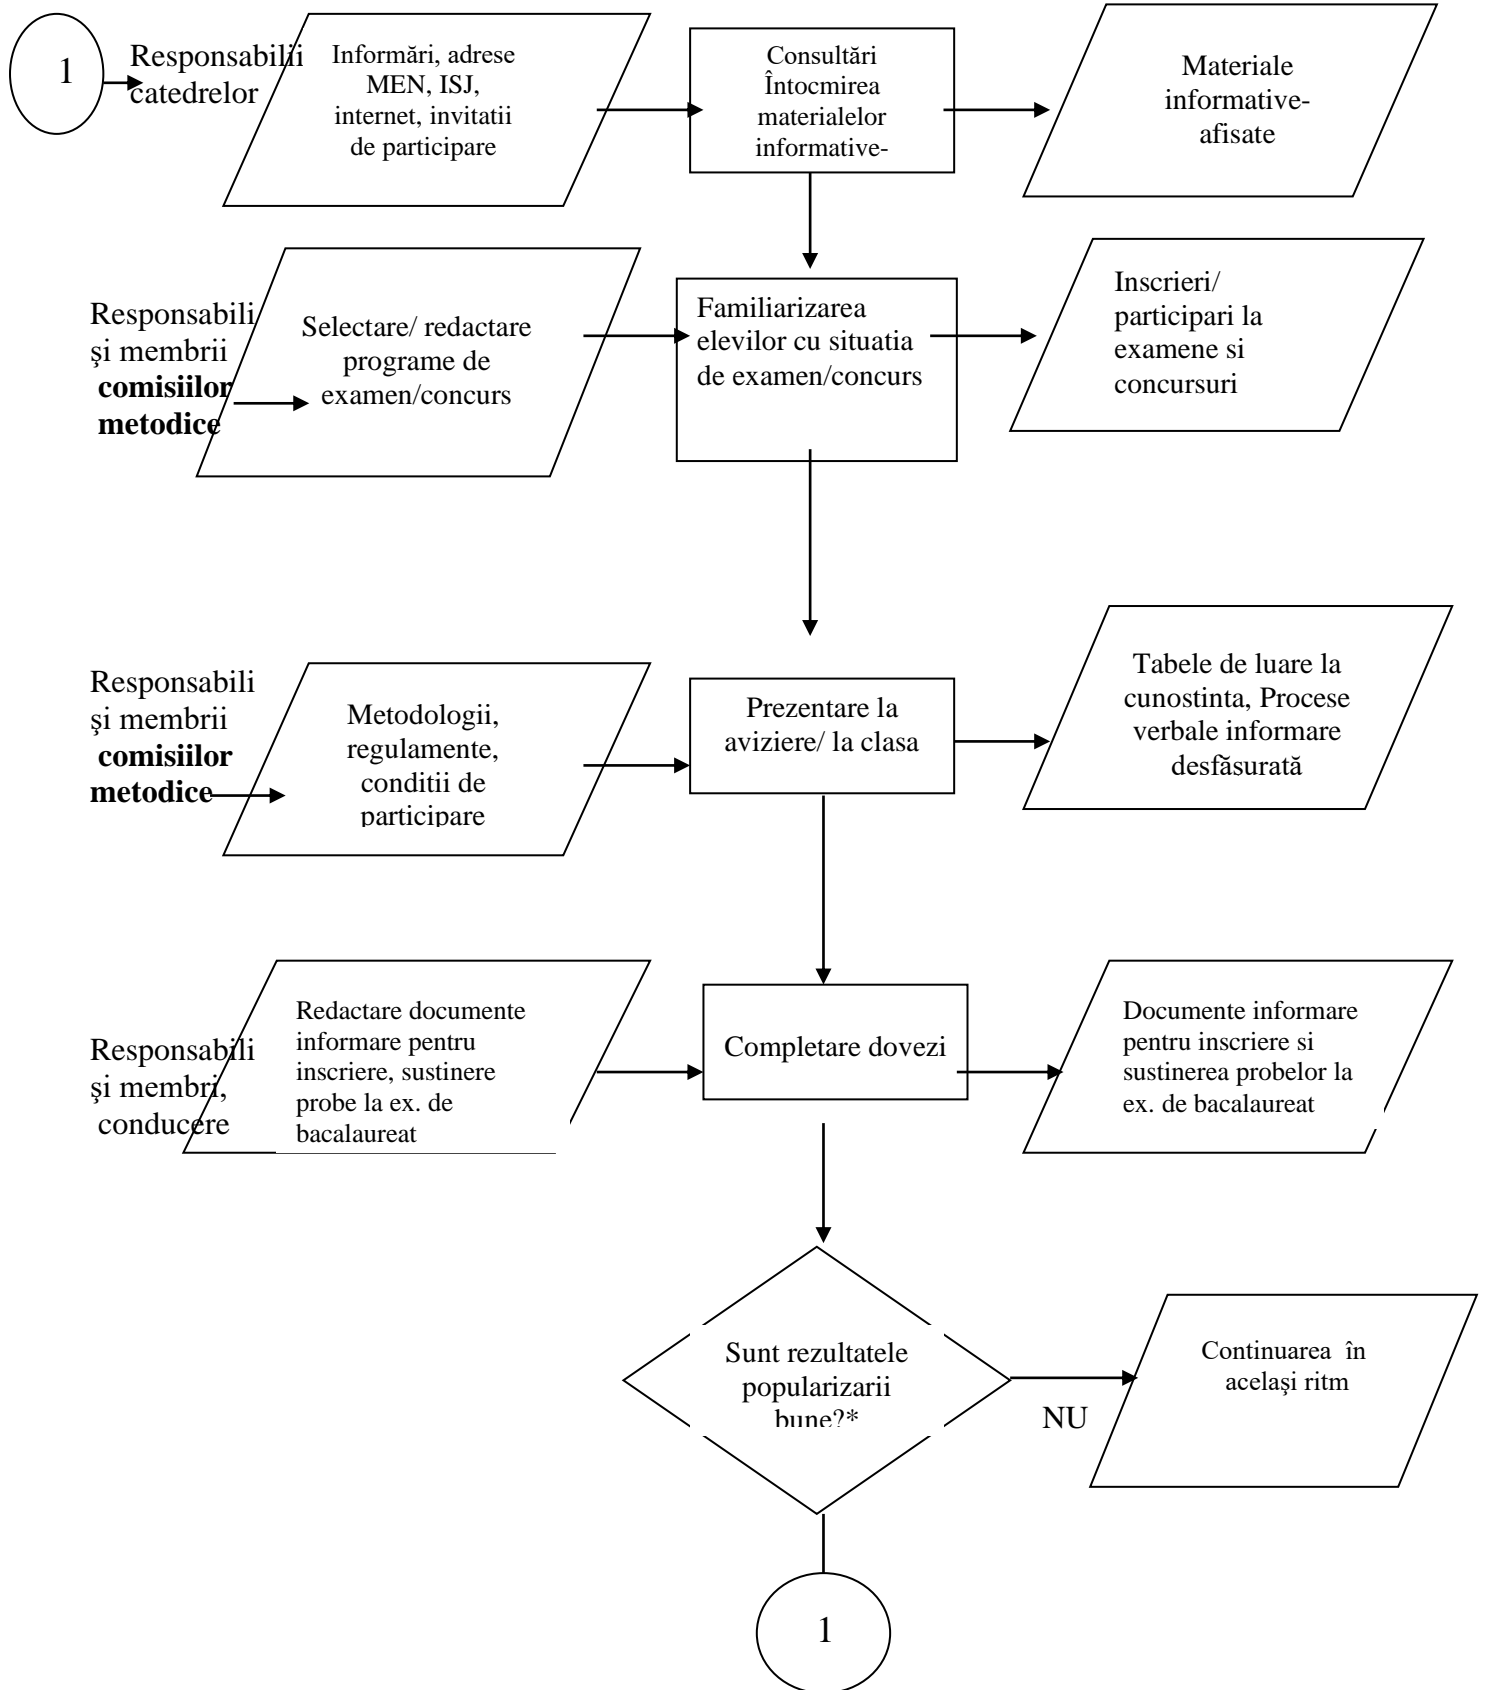 1
Responsabilii
catedrelor
Informări, adrese
MEN, ISJ,
internet, invitatii
de participare
Consultări
Întocmirea
materialelor
informative-
Materiale
informative-
afisate
Responsabili
şi membrii
comisiilor
metodice
Selectare/ redactare
programe de
examen/concurs
Familiarizarea
elevilor cu situatia
de examen/concurs
Inscrieri/
participari la
examene si
concursuri
Responsabili
şi membrii
comisiilor
metodice
Metodologii,
regulamente,
conditii de
participare
Prezentare la
aviziere/ la clasa
Tabele de luare la
cunostinta, Procese
verbale informare
desfăsurată
Responsabili
şi membri,
conducere
Redactare documente
informare pentru
inscriere, sustinere
probe la ex. de
bacalaureat
Completare dovezi
Documente informare
pentru inscriere si
sustinerea probelor la
ex. de bacalaureat
Sunt rezultatele
popularizarii
bune?*
NU
Continuarea în
acelaşi ritm
1